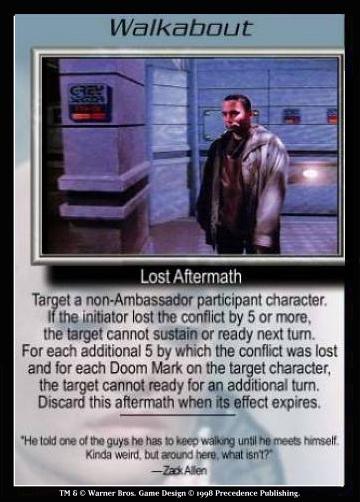 Walkabout
GREY
Lost Aftermath
Target a non-Ambassador participant character.
If the initiator lost the conflict by 5 or more,
the target cannot sustain or ready next turn.
For each additional 5 by which the conflict was lost
and for each Doom Mark on the target character,
the target cannot ready for an additional turn.
Discard this aftermath when its effect expires.
"He told one of the guys he has to keep walking until he meets himself.
Kinda weird, but around here, what isn't?"
—Zack Allen
TM & © Warner Bros. Game Design © 1998 Precedence Publishing.